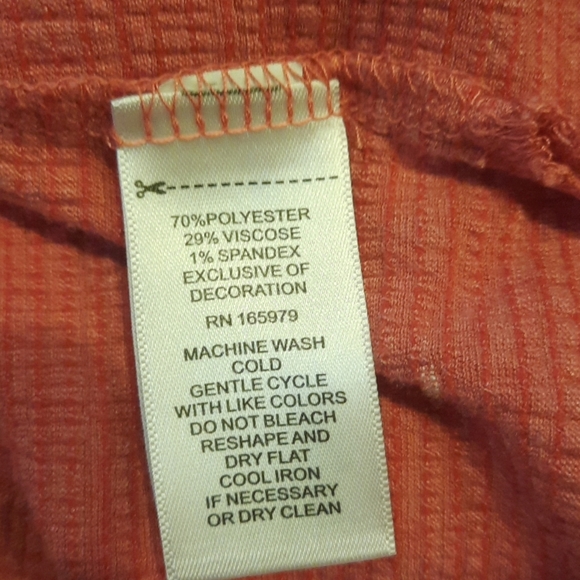 70%POLYESTER
29% VISCOSE
1% SPANDEX
EXCLUSIVE OF
DECORATION
RN 165979
MACHINE WASH
COLD
GENTLE CYCLE
WITH LIKE COLORS
DO NOT BLEACH
RESHAPE AND
DRY FLAT
COOL IRON
IF NECESSARY
OR DRY CLEAN